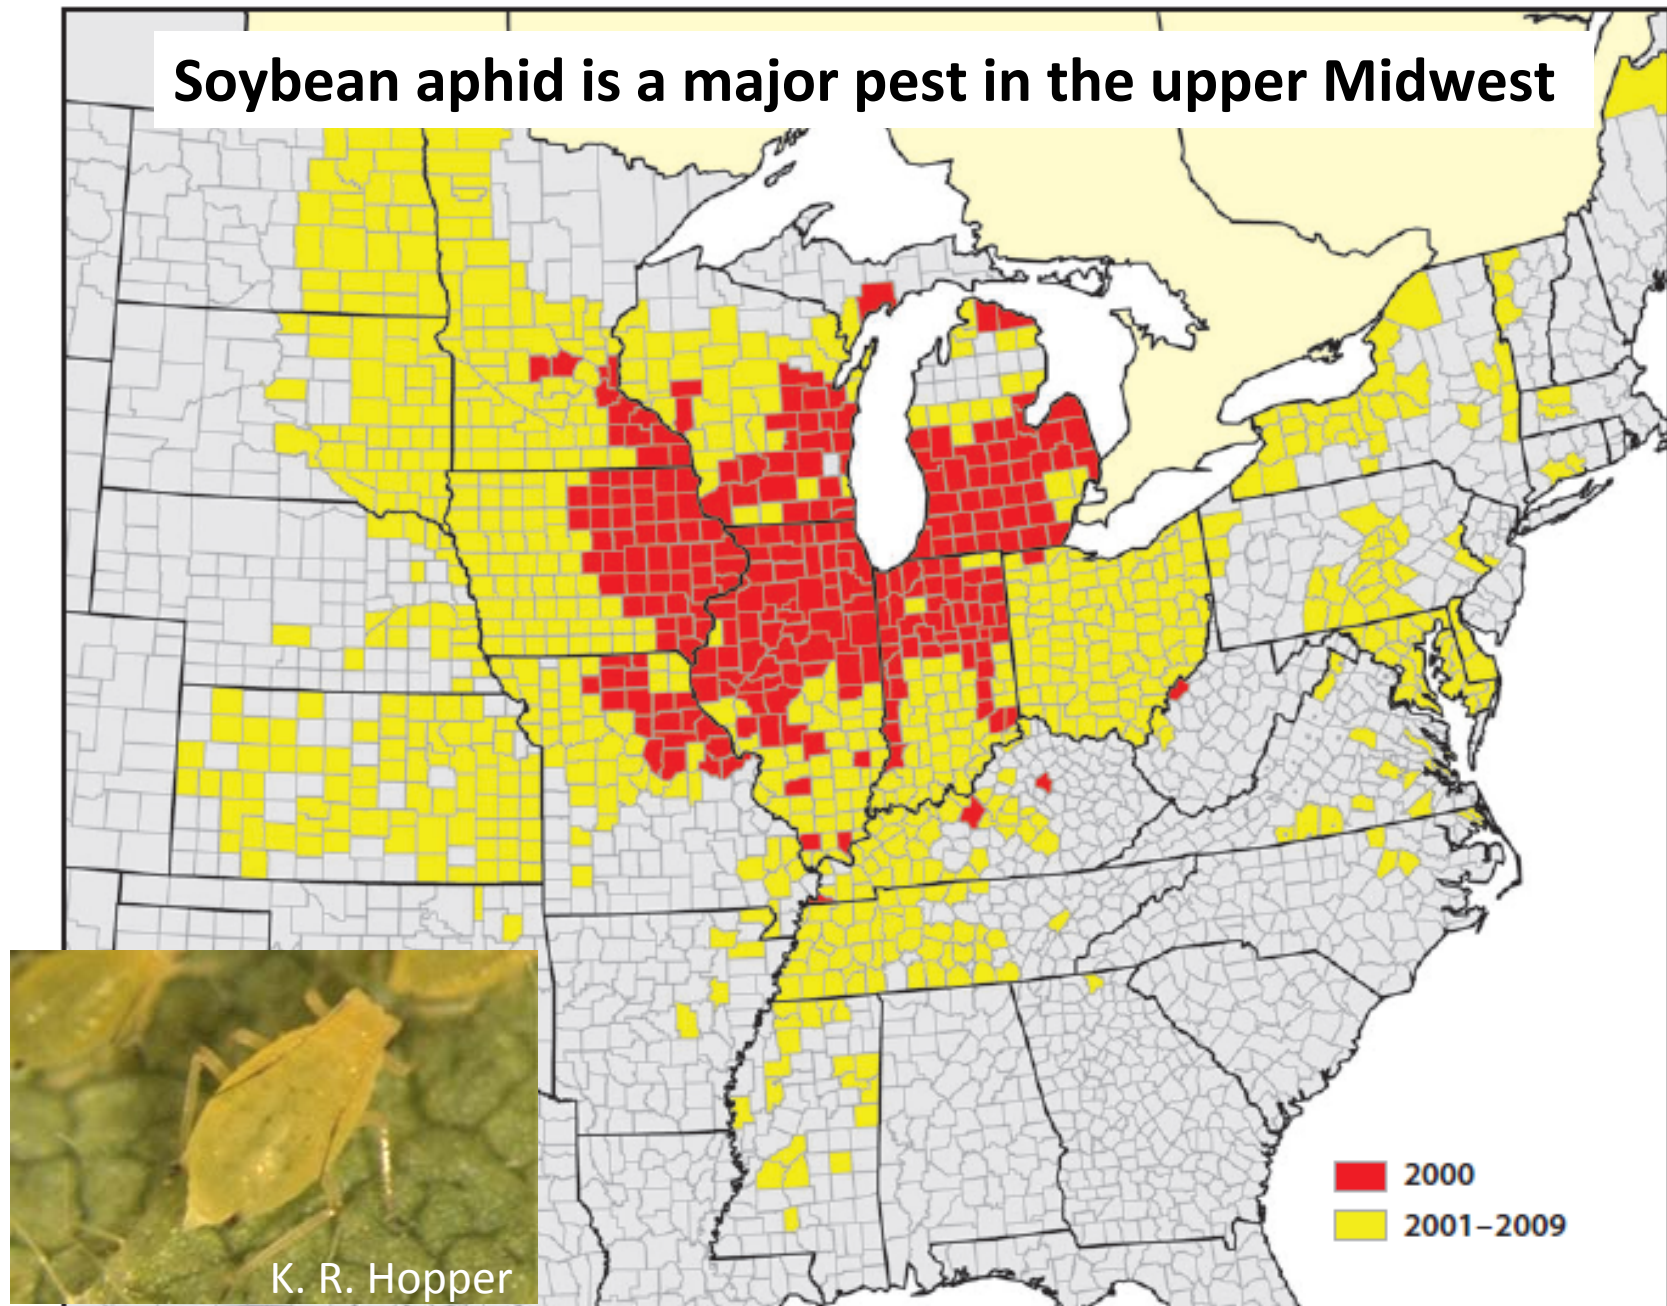 Soybean aphid is a major pest in the upper Midwest
2000
2001–2009
K. R. Hopper